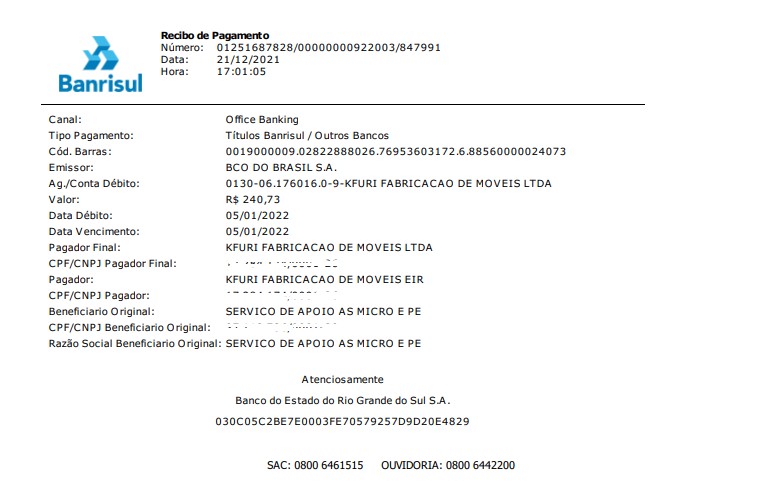 Banrisul
Recibo de Pagamento
Número: 01251687828/00000000922003/847991
Data: 21/12/2021
Hora: 17:01:05
Canal: Office Banking
Tipo Pagamento: Títulos Banrisul / Outros Bancos
Cód. Barras: 0019000009.02822888026.76953603172.6.88560000024073
Emissor: BCO DO BRASIL S.A.
Ag./Conta Débito: 0130-06.176016.0-9-KFURI FABRICACAO DE MOVEIS LTDA
Valor: R$ 240,73
Data Débito: 05/01/2022
Data Vencimento: 05/01/2022
Pagador Final: KFURI FABRICACAO DE MOVEIS LTDA
CPF/CNPJ Pagador Final:
Pagador: KFURI FABRICACAO DE MOVEIS EIR
CPF/CNPJ Pagador:
Beneficiario Original: SERVICO DE APOIO AS MICRO E PE
CPF/CNPJ Beneficiario Original:
Razão Social Beneficiario Original: SERVICO DE APOIO AS MICRO E PE
Atenciosamente
Banco do Estado do Rio Grande do Sul S.A.
030C05C2BE7E0003FE70579257D9D20E4829
SAC: 0800 6461515 OUVIDORIA: 0800 6442200